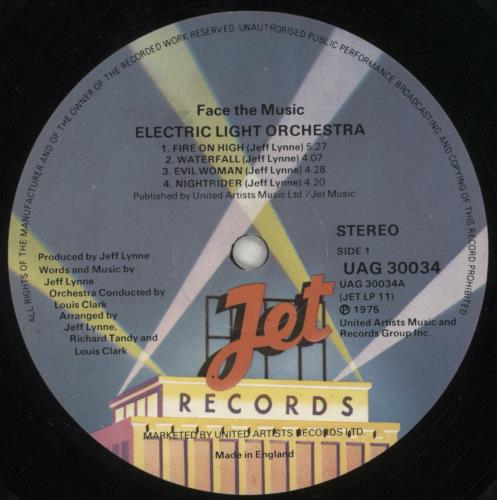 ALL RIGHTS OF THE MANUFACTURER AND OF THE OWNER OF THE RECORDED WORK RESERVED. UNAUTHORISED PUBLIC PERFORMANCE BROADCASTING AND COPYING OF THIS RECORD PROHIBITED
Face the Music
ELECTRIC LIGHT ORCHESTRA
1. FIRE ON HIGH (Jeff Lynne) 5.27
2. WATERFALL (Jeff Lynne) 4.07
3. EVIL WOMAN (Jeff Lynne) 4.28
4. NIGHTRIDER (Jeff Lynne) 4.20
Published by United Artists Music Ltd./Jet Music
Produced by Jeff Lynne
Words and Music by
Jeff Lynne
Orchestra Conducted by
Louis Clark
Arranged by
Jeff Lynne,
Richard Tandy and
Louis Clark
STEREO
SIDE 1
UAG 30034
UAG 30034A
(JET LP 11)
Ⓟ 1975
United Artists Music and
Records Group Inc.
Jet
RECORDS
MARKETED BY UNITED ARTISTS RECORDS LTD.
Made in England